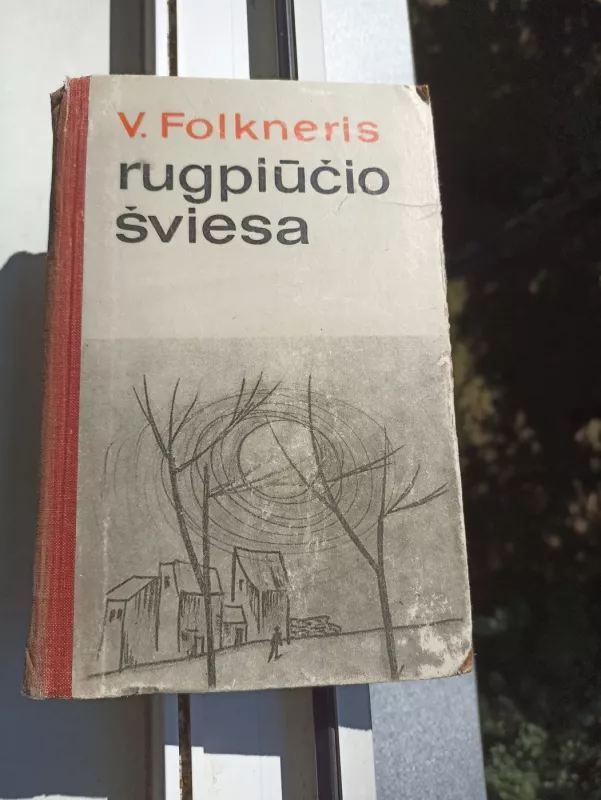 V. Folkneris
rugpiūčio
šviesa